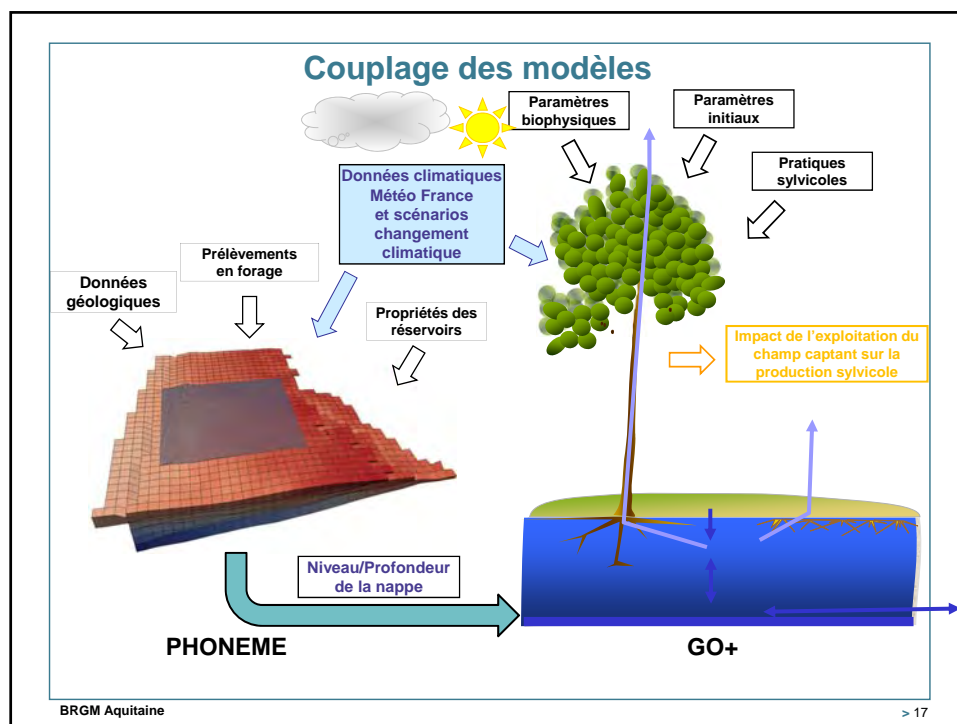 Couplage des modèles
Paramètres
biophysiques
Paramètres
initiaux
Pratiques
sylvicoles
Données climatiques
Météo France
et scénarios
changement
climatique
Prélèvements
en forage
Données
géologiques
Propriétés des
réservoirs
Impact de l'exploitation du
champ captant sur la
production sylvicole
Niveau/Profondeur
de la nappe
PHONEME
GO+
BRGM Aquitaine
> 17